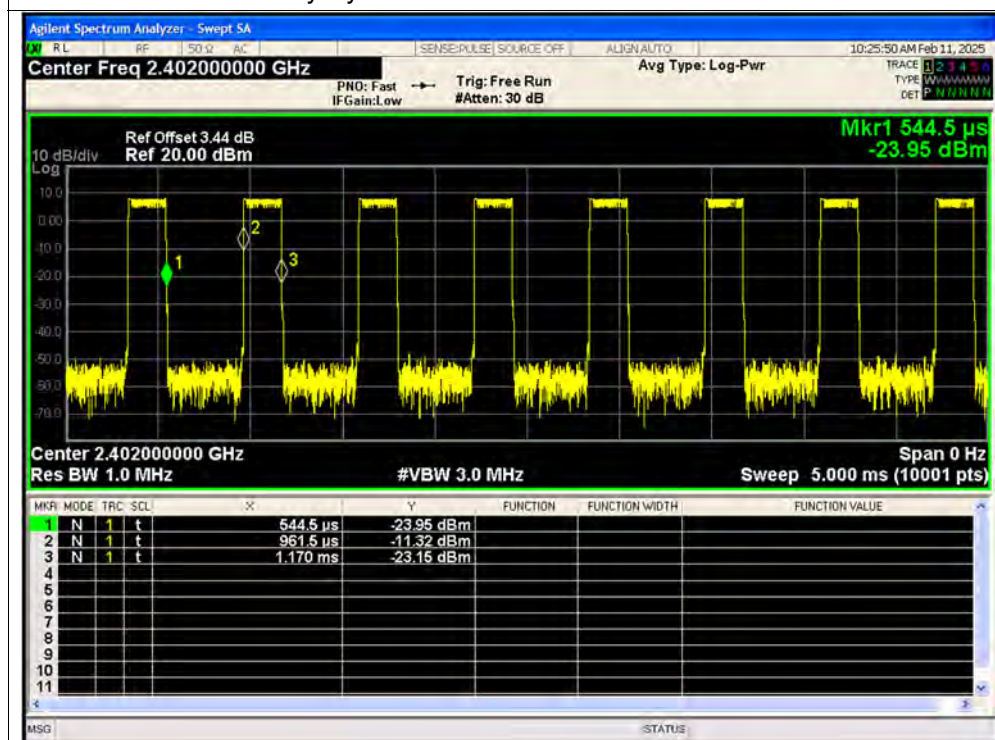 Agilent Spectrum Analyzer - Swept SA
RL RF 50 Ω AC SENSE:PULSE SOURCE OFF ALIGN AUTO 10:25:50 AM Feb 11, 2025
Center Freq 2.402000000 GHz
PNO: Fast
IFGain:Low
Trig: Free Run
#Atten: 30 dB
Avg Type: Log-Pwr
TRACE 1 2 3 4 5 6
TYPE
DET P N N N N N
Mkr1 544.5 µs
-23.95 dBm
Ref Offset 3.44 dB
10 dB/div Ref 20.00 dBm
Log
10.0
0.00
-10.0
-20.0
-30.0
-40.0
-50.0
-60.0
-70.0
1
2
3
Center 2.402000000 GHz Span 0 Hz
Res BW 1.0 MHz #VBW 3.0 MHz Sweep 5.000 ms (10001 pts)
MKR MODE TRC SCL X Y FUNCTION FUNCTION WIDTH FUNCTION VALUE
1 N 1 t 544.5 µs -23.95 dBm
2 N 1 t 961.5 µs -11.32 dBm
3 N 1 t 1.170 ms -23.15 dBm
4
5
6
7
8
9
10
11
MSG STATUS